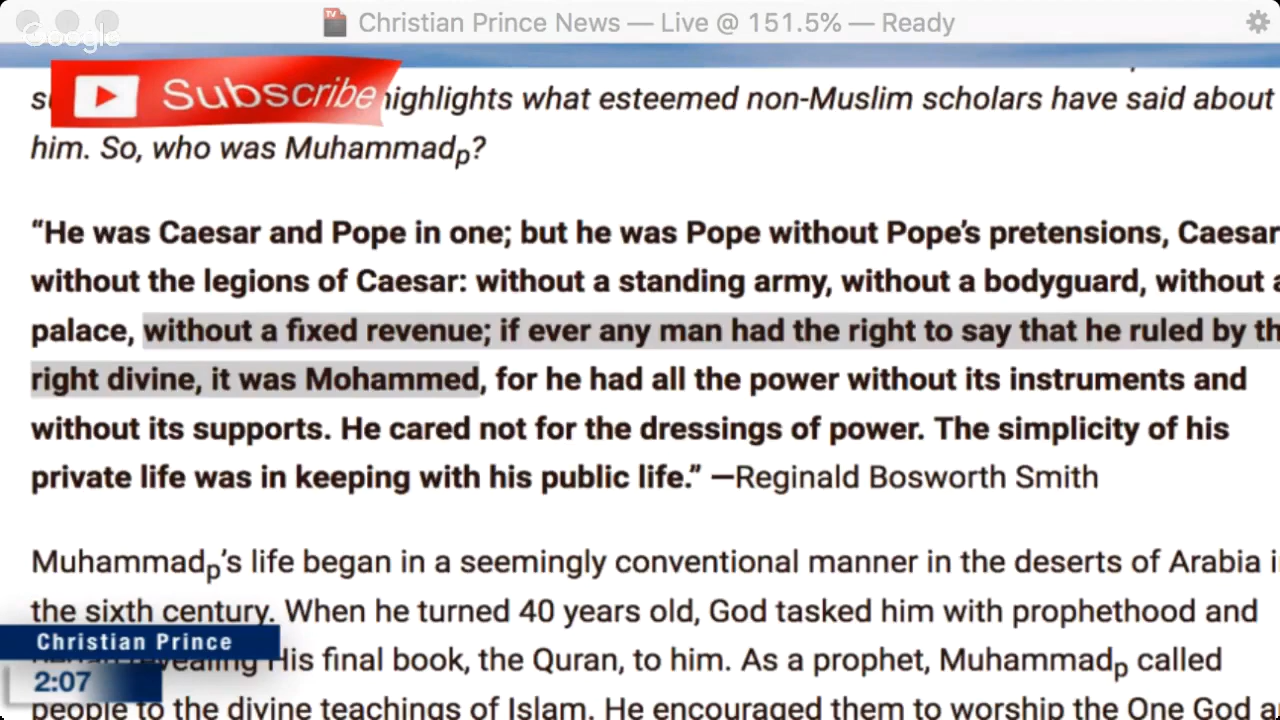 Christian Prince News — Live @ 151.5% — Ready
Google
Subscribe
highlights what esteemed non-Muslim scholars have said about
him. So, who was Muhammadp?
“He was Caesar and Pope in one; but he was Pope without Pope’s pretensions, Caesar
without the legions of Caesar: without a standing army, without a bodyguard, without a
palace, without a fixed revenue; if ever any man had the right to say that he ruled by th
right divine, it was Mohammed, for he had all the power without its instruments and
without its supports. He cared not for the dressings of power. The simplicity of his
private life was in keeping with his public life.” —Reginald Bosworth Smith
Muhammadp’s life began in a seemingly conventional manner in the deserts of Arabia i
the sixth century. When he turned 40 years old, God tasked him with prophethood and
Christian Prince
revealing His final book, the Quran, to him. As a prophet, Muhammadp called
2:07
people to the divine teachings of Islam. He encouraged them to worship the One God a